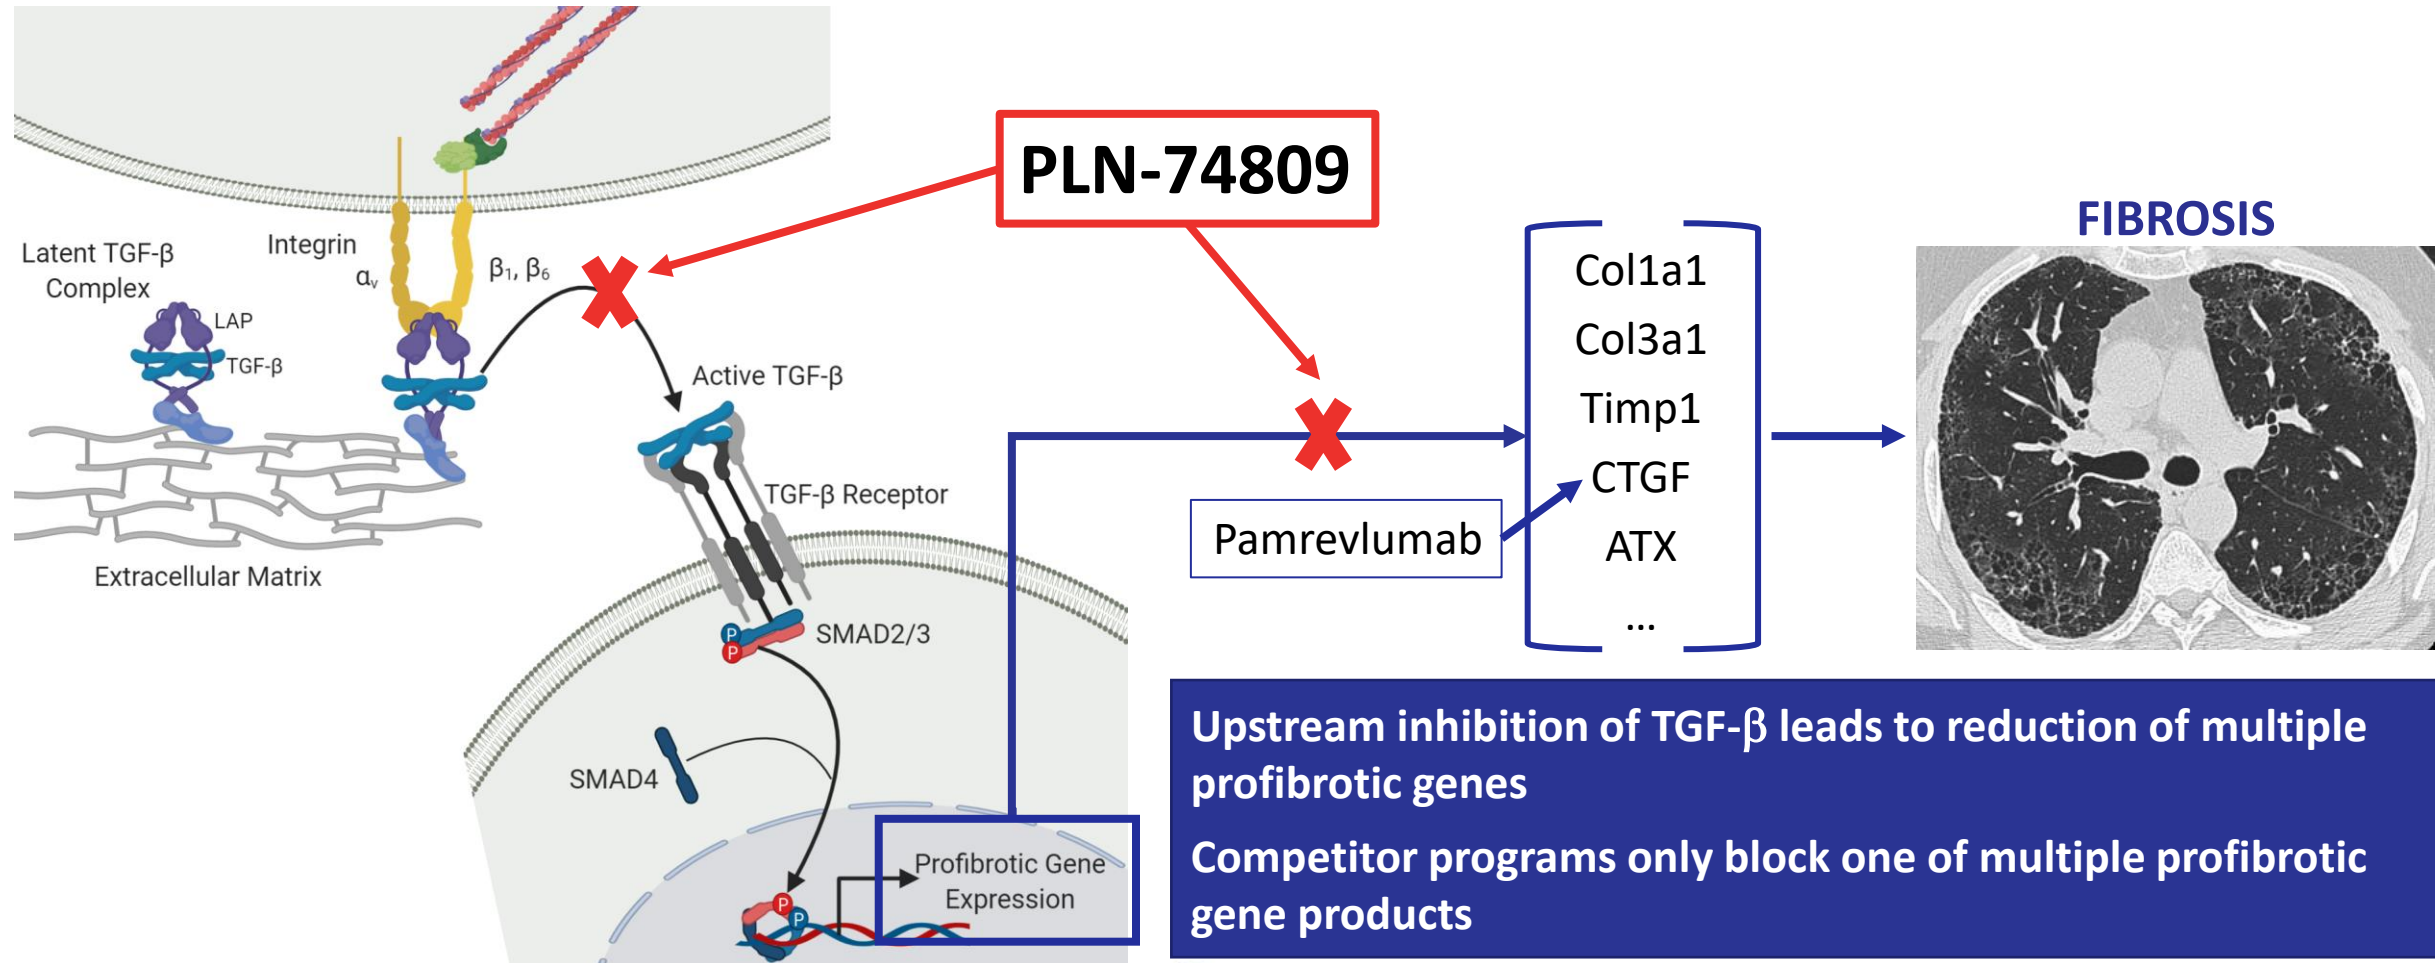 PLN-74809
FIBROSIS
Latent TGF-β
Complex
Integrin
αᵥ
β₁, β₆
LAP
TGF-β
Extracellular Matrix
Active TGF-β
TGF-β Receptor
P
P
SMAD2/3
SMAD4
Profibrotic Gene
Expression
P
P
Col1a1
Col3a1
Timp1
CTGF
ATX
...
Pamrevlumab
Upstream inhibition of TGF-β leads to reduction of multiple
profibrotic genes
Competitor programs only block one of multiple profibrotic
gene products